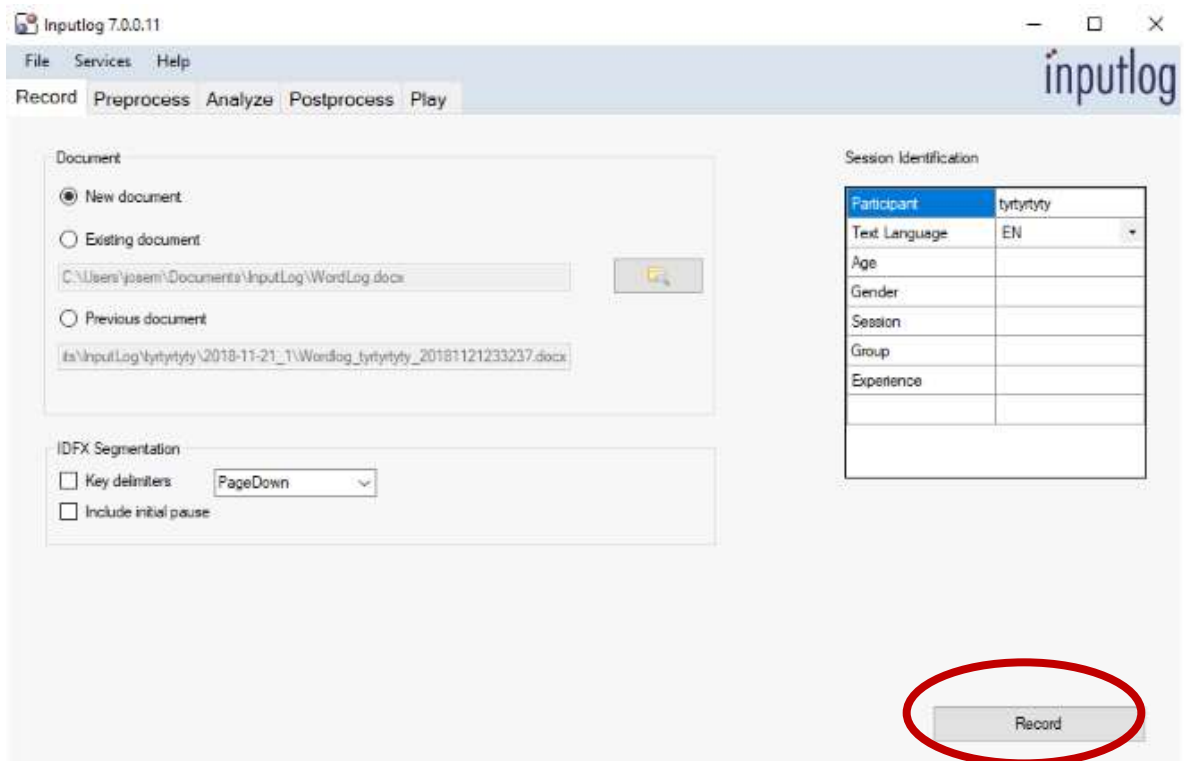 Inputlog 7.0.0.11
File Services Help
inputlog
Record Preprocess Analyze Postprocess Play
Document
New document
Existing document
C:\Users\josem\Documents\InputLog\WordLog.docx
Previous document
its\InputLog\tyrtyrtyty\2018-11-21_1\Wordlog_tyrtyrtyty_20181121233237.docx
IDFX Segmentation
Key delimiters PageDown
Include initial pause
Session Identification
Participant tyrtyrtyty
Text Language EN
Age
Gender
Session
Group
Experience
Record